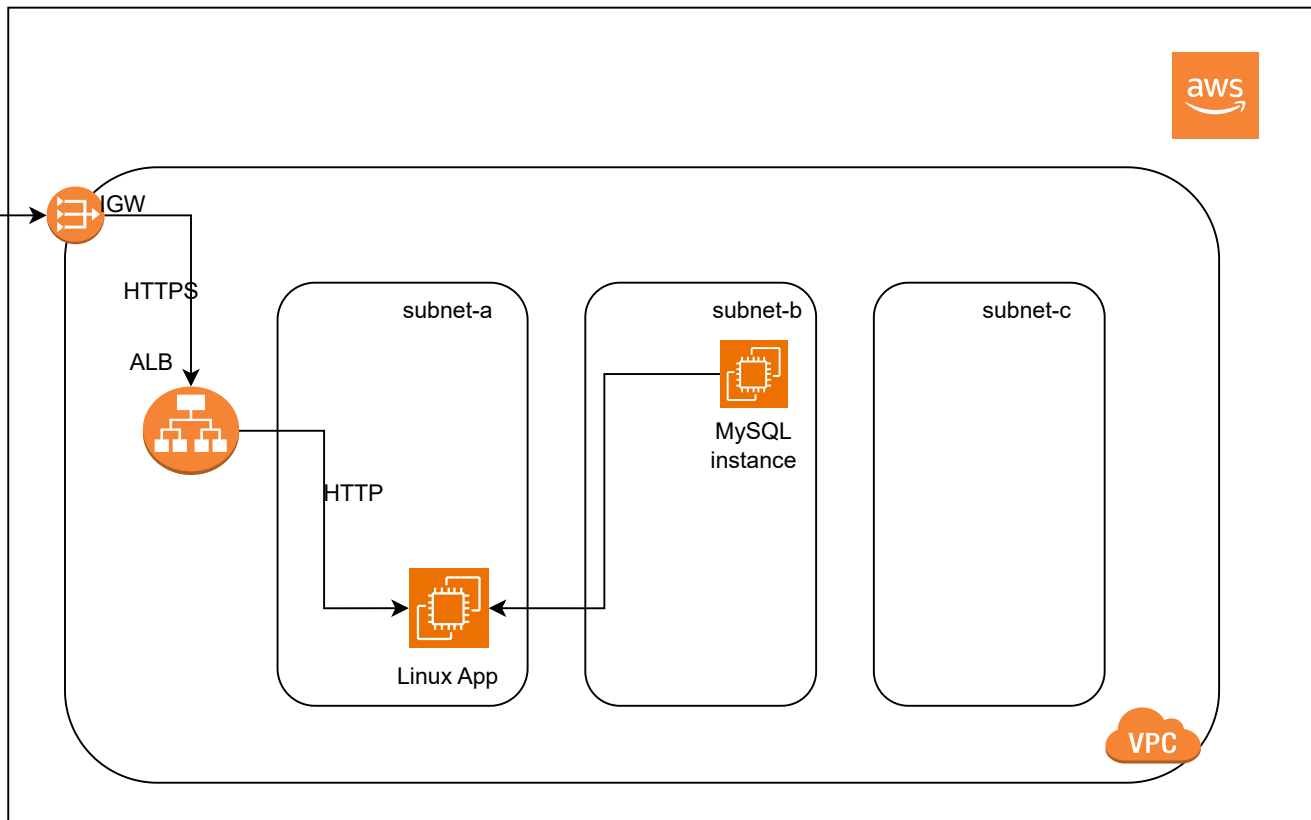 aws
IGW
HTTPS
subnet-a
subnet-b
subnet-c
ALB
MySQL
instance
HTTP
Linux App
VPC